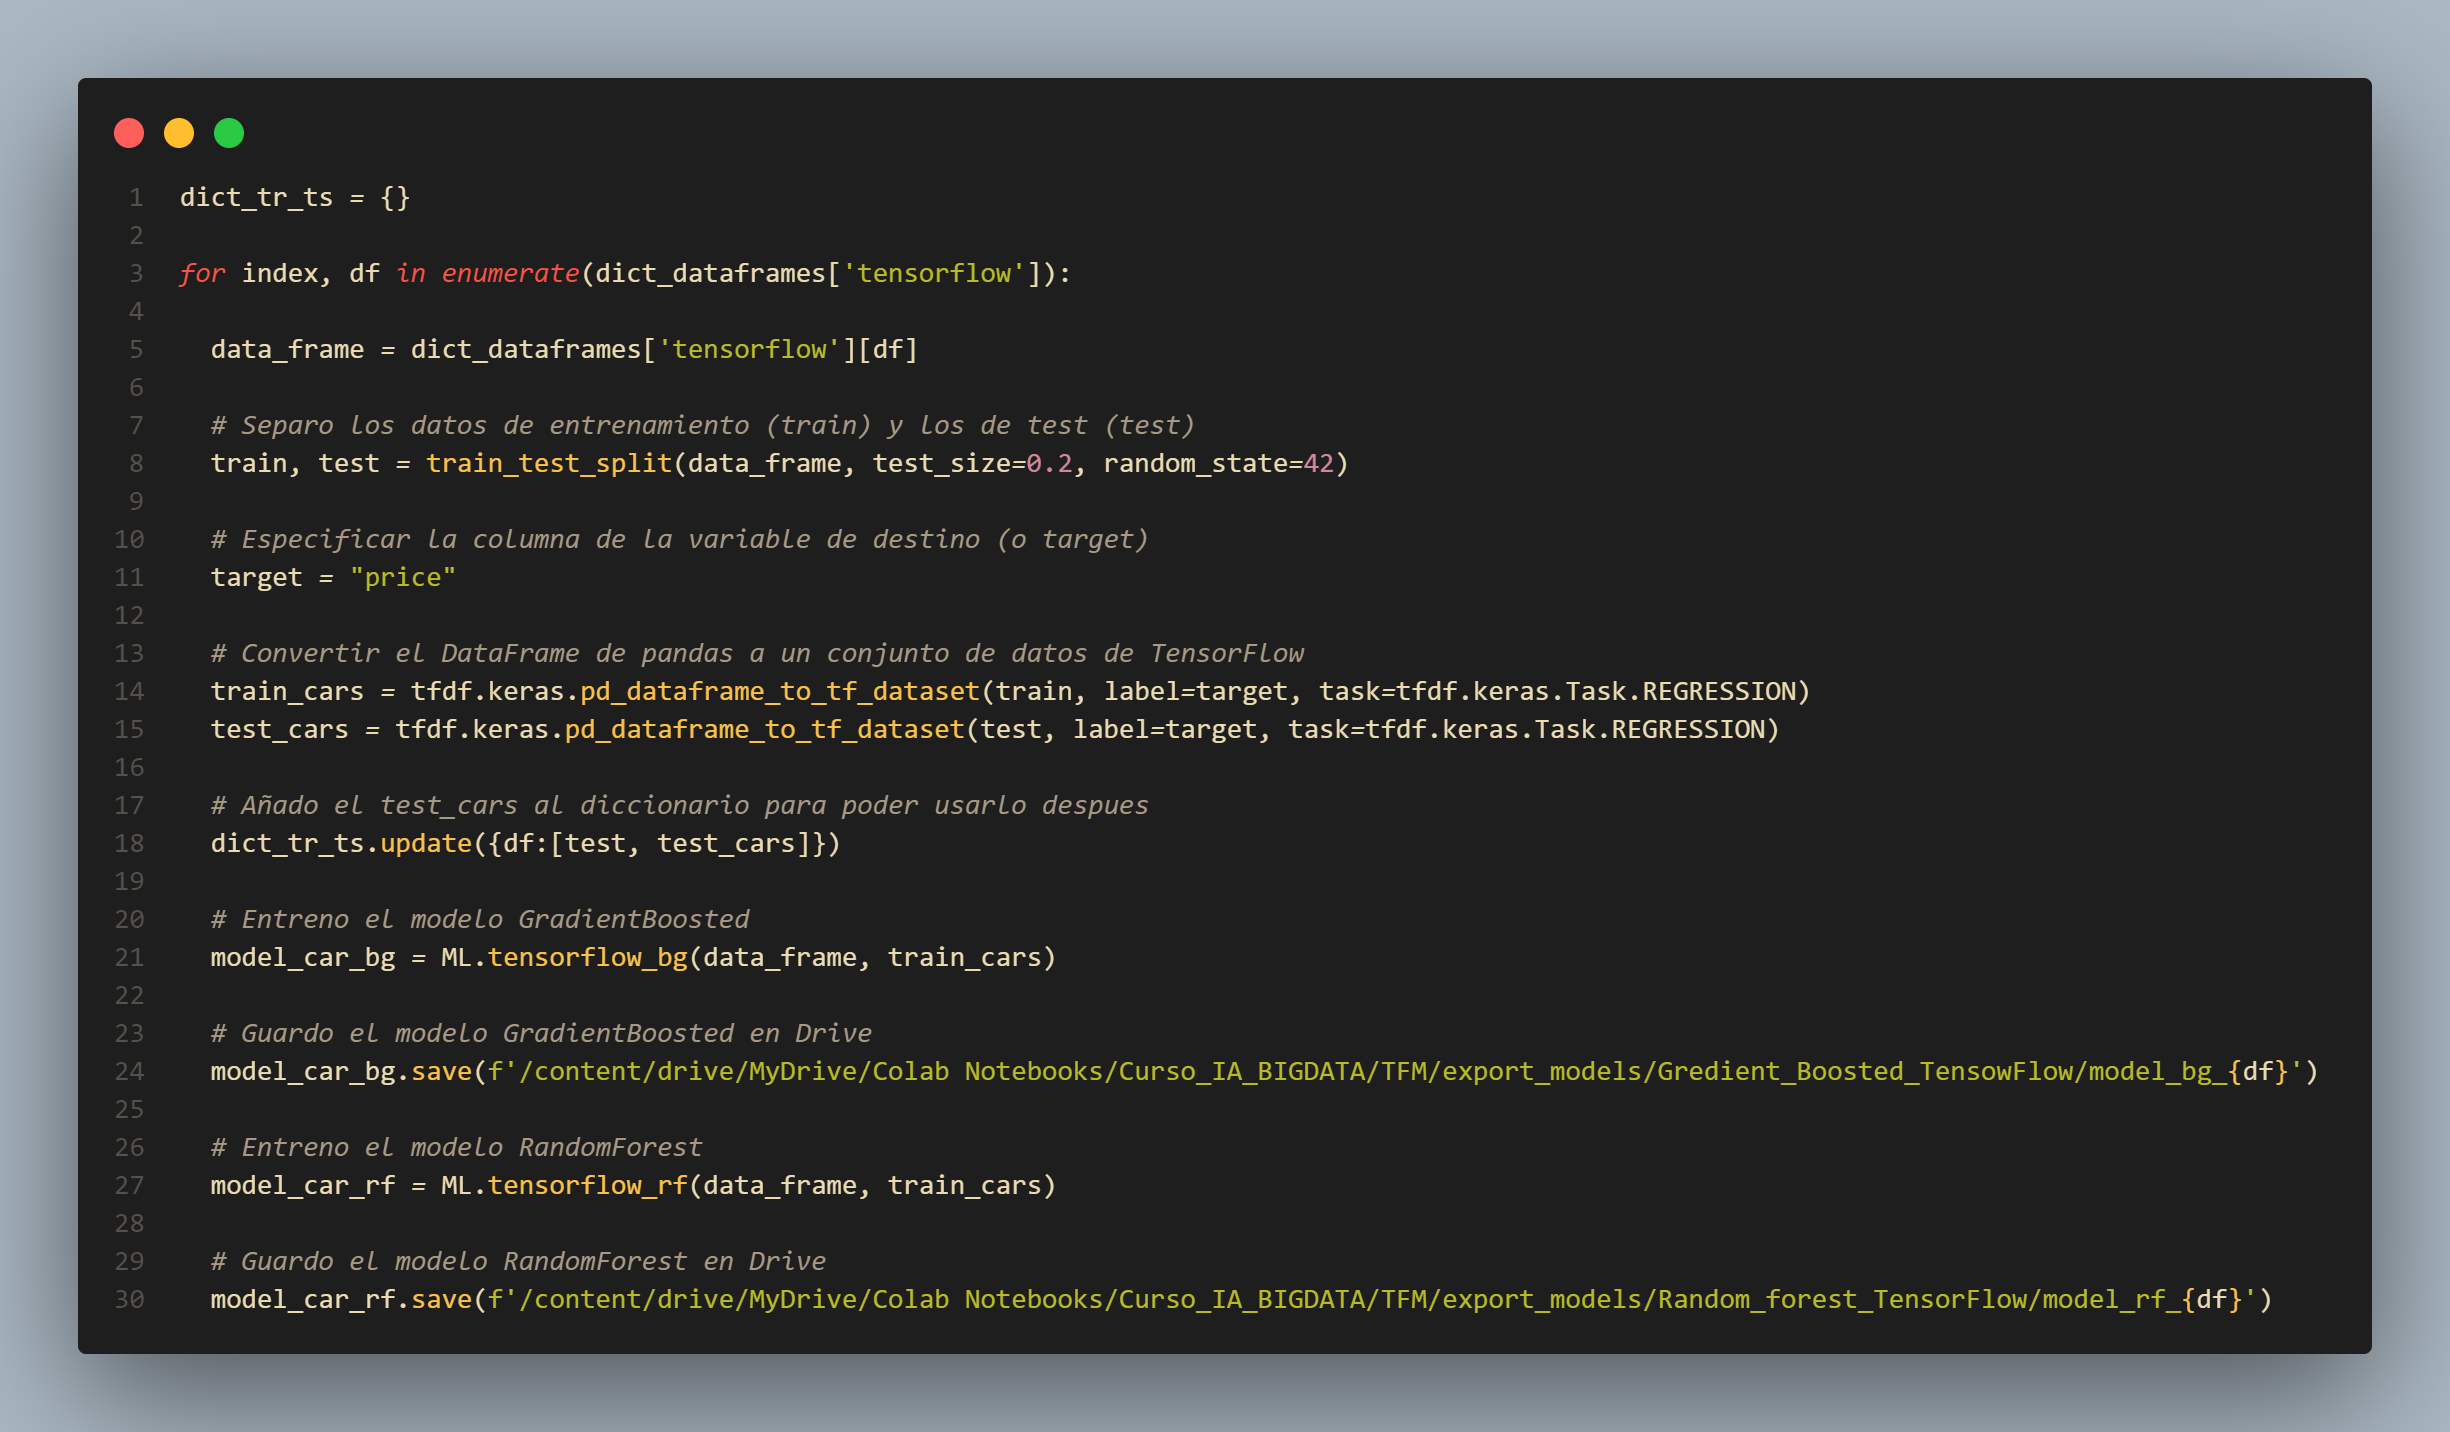 1 dict_tr_ts = {}
2
3 for index, df in enumerate(dict_dataframes['tensorflow']):
4
5   data_frame = dict_dataframes['tensorflow'][df]
6
7   # Separo los datos de entrenamiento (train) y los de test (test)
8   train, test = train_test_split(data_frame, test_size=0.2, random_state=42)
9
10   # Especificar la columna de la variable de destino (o target)
11   target = "price"
12
13   # Convertir el DataFrame de pandas a un conjunto de datos de TensorFlow
14   train_cars = tfdf.keras.pd_dataframe_to_tf_dataset(train, label=target, task=tfdf.keras.Task.REGRESSION)
15   test_cars = tfdf.keras.pd_dataframe_to_tf_dataset(test, label=target, task=tfdf.keras.Task.REGRESSION)
16
17   # Añado el test_cars al diccionario para poder usarlo despues
18   dict_tr_ts.update({df:[test, test_cars]})
19
20   # Entreno el modelo GradientBoosted
21   model_car_bg = ML.tensorflow_bg(data_frame, train_cars)
22
23   # Guardo el modelo GradientBoosted en Drive
24   model_car_bg.save(f'/content/drive/MyDrive/Colab Notebooks/Curso_IA_BIGDATA/TFM/export_models/Gredient_Boosted_TensowFlow/model_bg_{df}')
25
26   # Entreno el modelo RandomForest
27   model_car_rf = ML.tensorflow_rf(data_frame, train_cars)
28
29   # Guardo el modelo RandomForest en Drive
30   model_car_rf.save(f'/content/drive/MyDrive/Colab Notebooks/Curso_IA_BIGDATA/TFM/export_models/Random_forest_TensorFlow/model_rf_{df}')